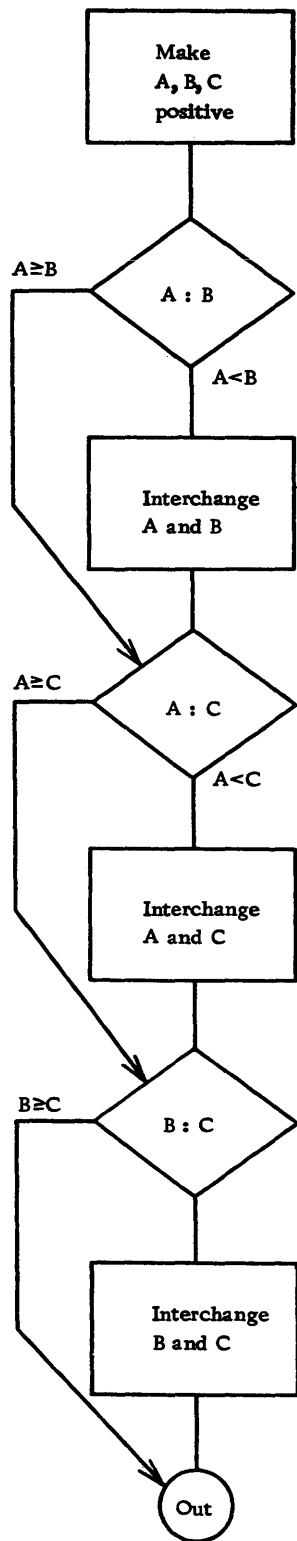 Make
A, B, C
positive
A≥B
A : B
A<B
Interchange
A and B
A≥C
A : C
A<C
Interchange
A and C
B≥C
B : C
Interchange
B and C
Out